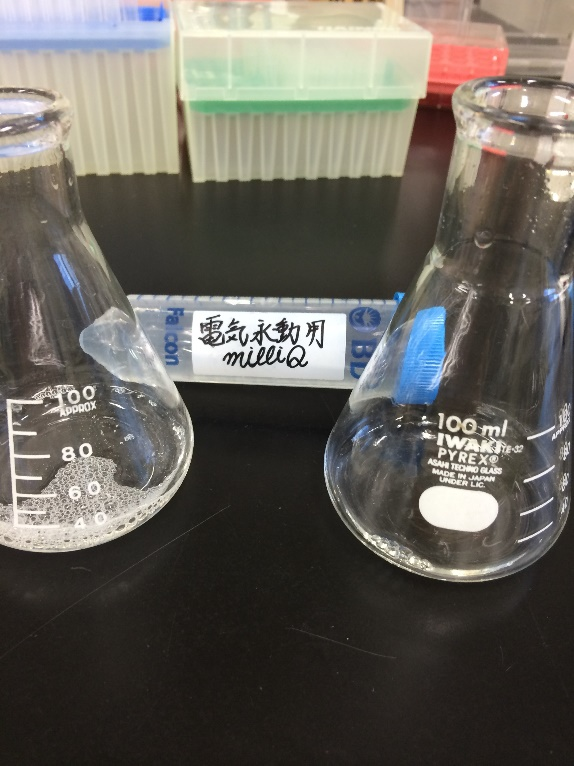 Falcon
電気永動用
milliQ
BD
100
APPROX
80
60
40
100 ml
IWAKI TE-32
PYREX®
ASAHI TECHNO GLASS
MADE IN JAPAN
UNDER LIC.
100